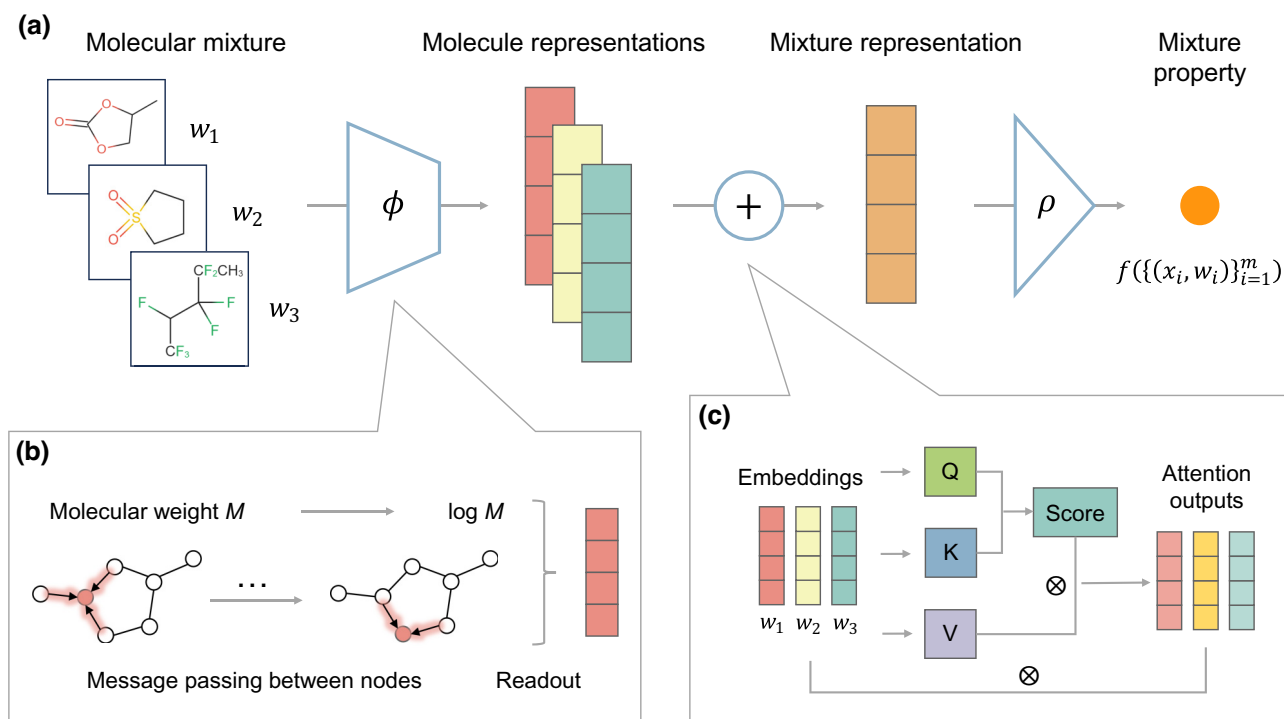 (a)
Molecular mixture
Molecule representations
Mixture representation
Mixture
property
O
O
O
w₁
O
S
O
w₂
CF₂CH₃
F
F
F
CF₃
w₃
ϕ
+
ρ
f({(xᵢ, wᵢ)}ᵐᵢ₌₁)
(b)
Molecular weight M
log M
...
Message passing between nodes
Readout
(c)
Embeddings
w₁ w₂ w₃
Q
K
V
Score
⊗
Attention
outputs
⊗